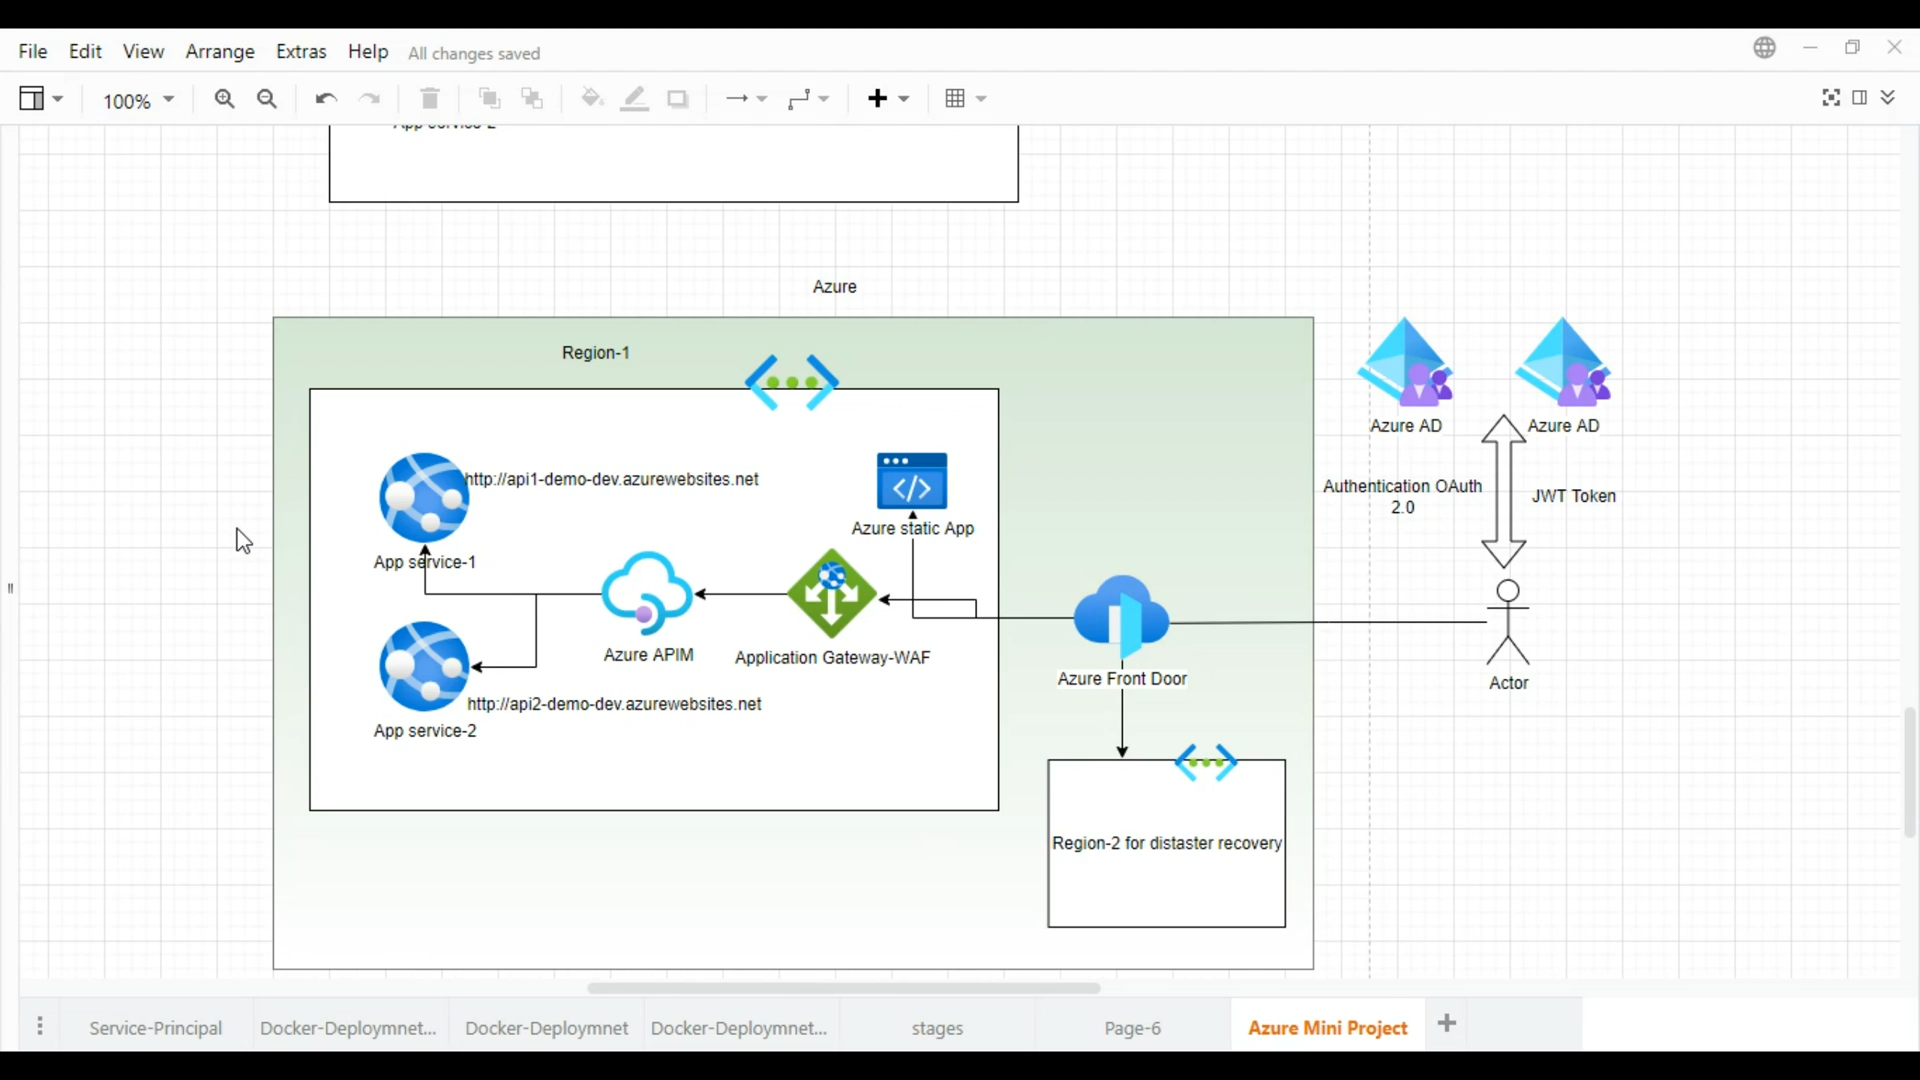 File Edit View Arrange Extras Help All changes saved
100%
App service-2
Azure
Region-1
Azure AD
Azure AD
http://api1-demo-dev.azurewebsites.net
Authentication OAuth
2.0
JWT Token
Azure static App
App service-1
Azure APIM
Application Gateway-WAF
Azure Front Door
Actor
http://api2-demo-dev.azurewebsites.net
App service-2
Region-2 for distaster recovery
Service-Principal Docker-Deploymnet... Docker-Deploymnet Docker-Deploymnet... stages Page-6 Azure Mini Project